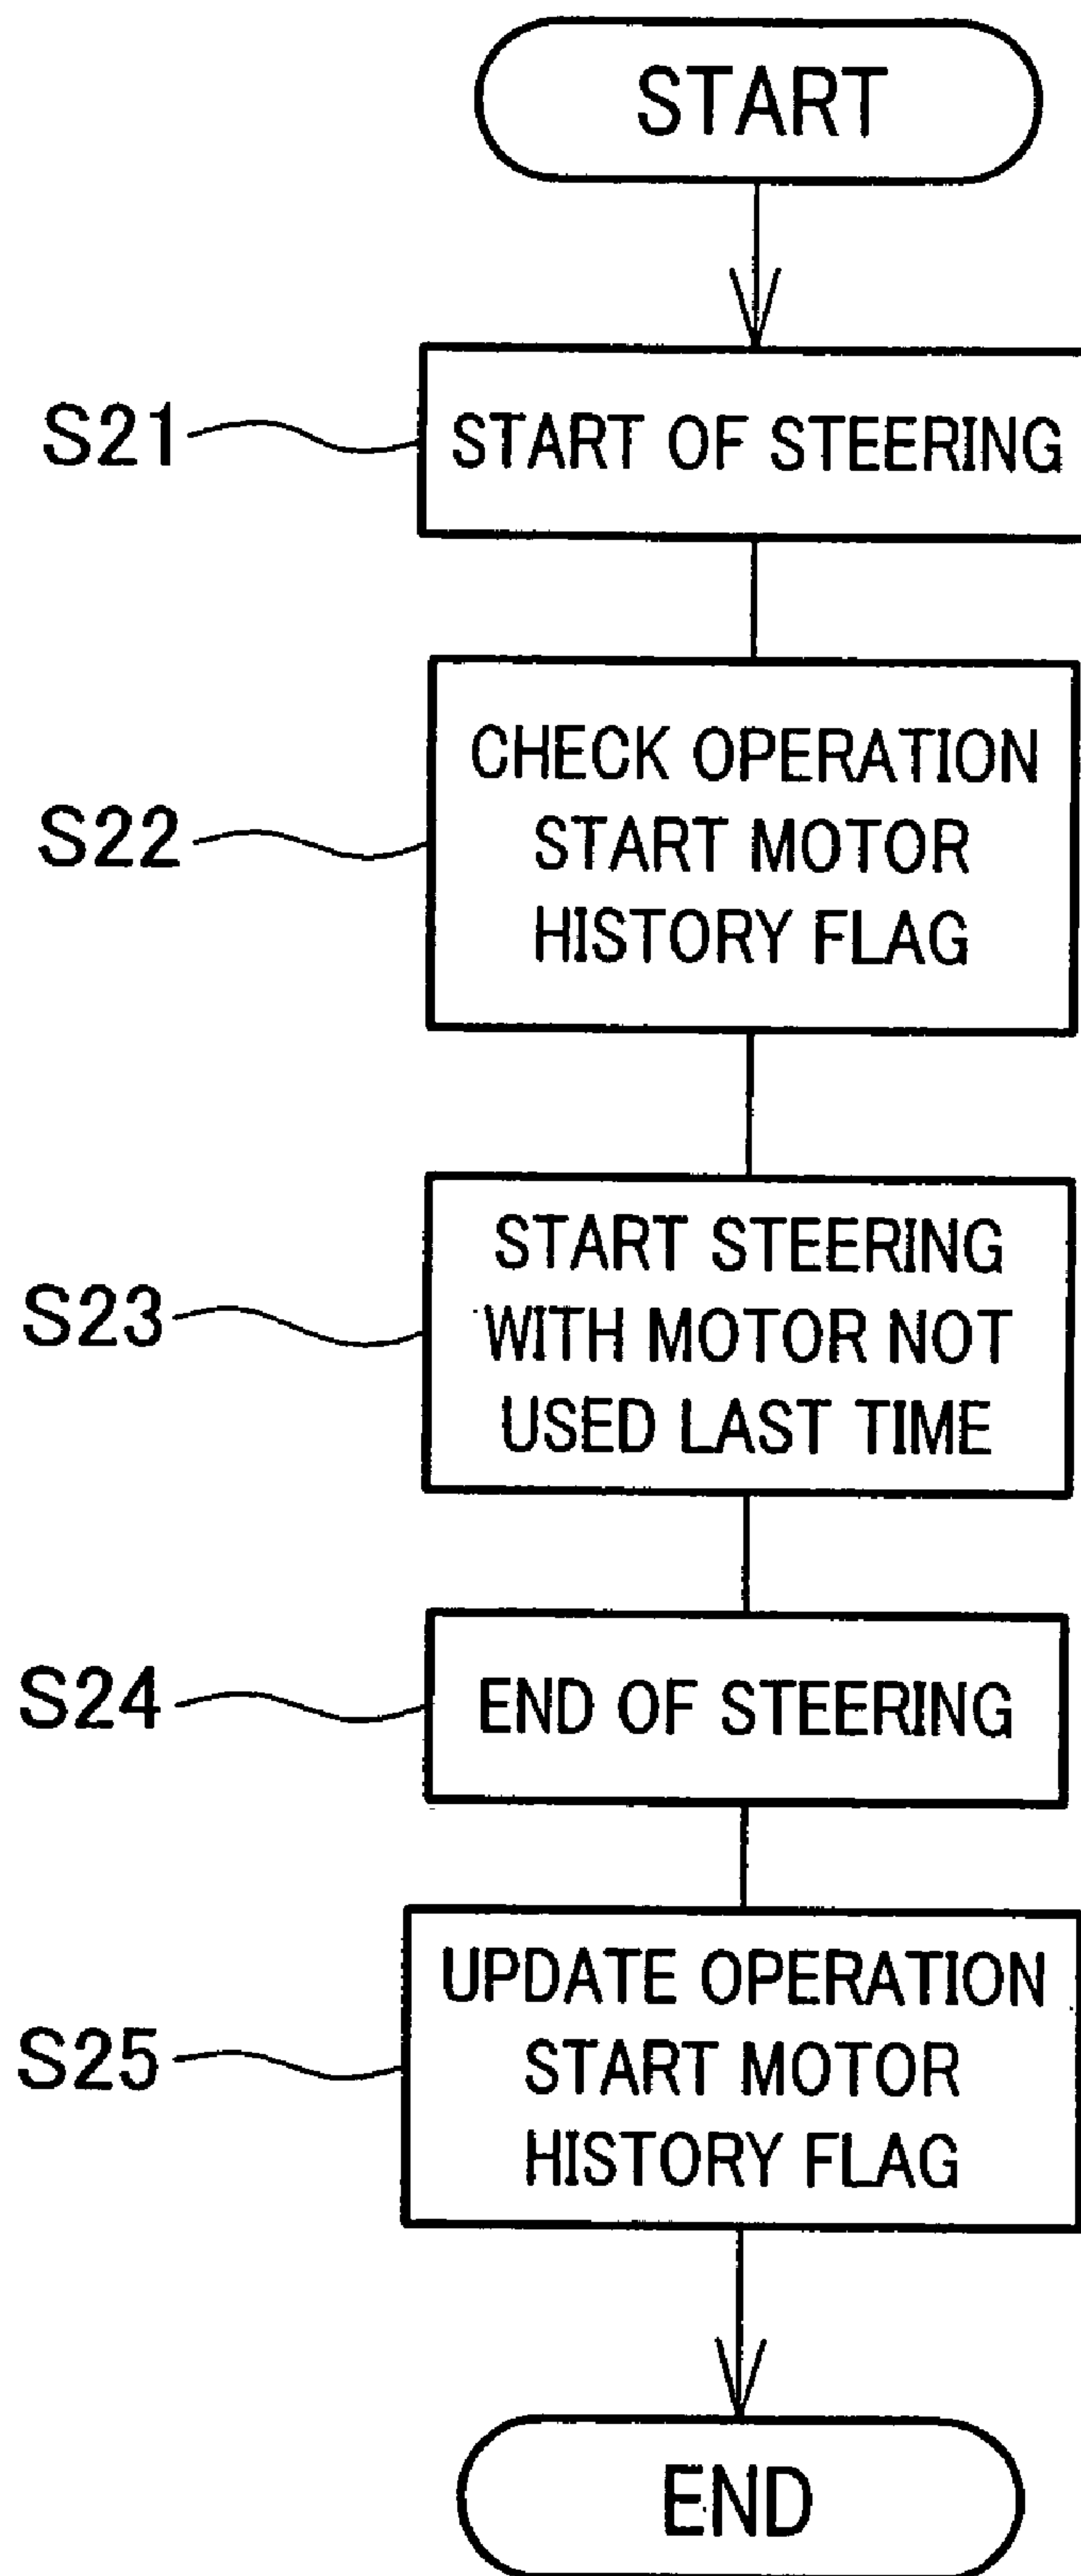 START
S21
START OF STEERING
S22
CHECK OPERATION
START MOTOR
HISTORY FLAG
S23
START STEERING
WITH MOTOR NOT
USED LAST TIME
S24
END OF STEERING
S25
UPDATE OPERATION
START MOTOR
HISTORY FLAG
END